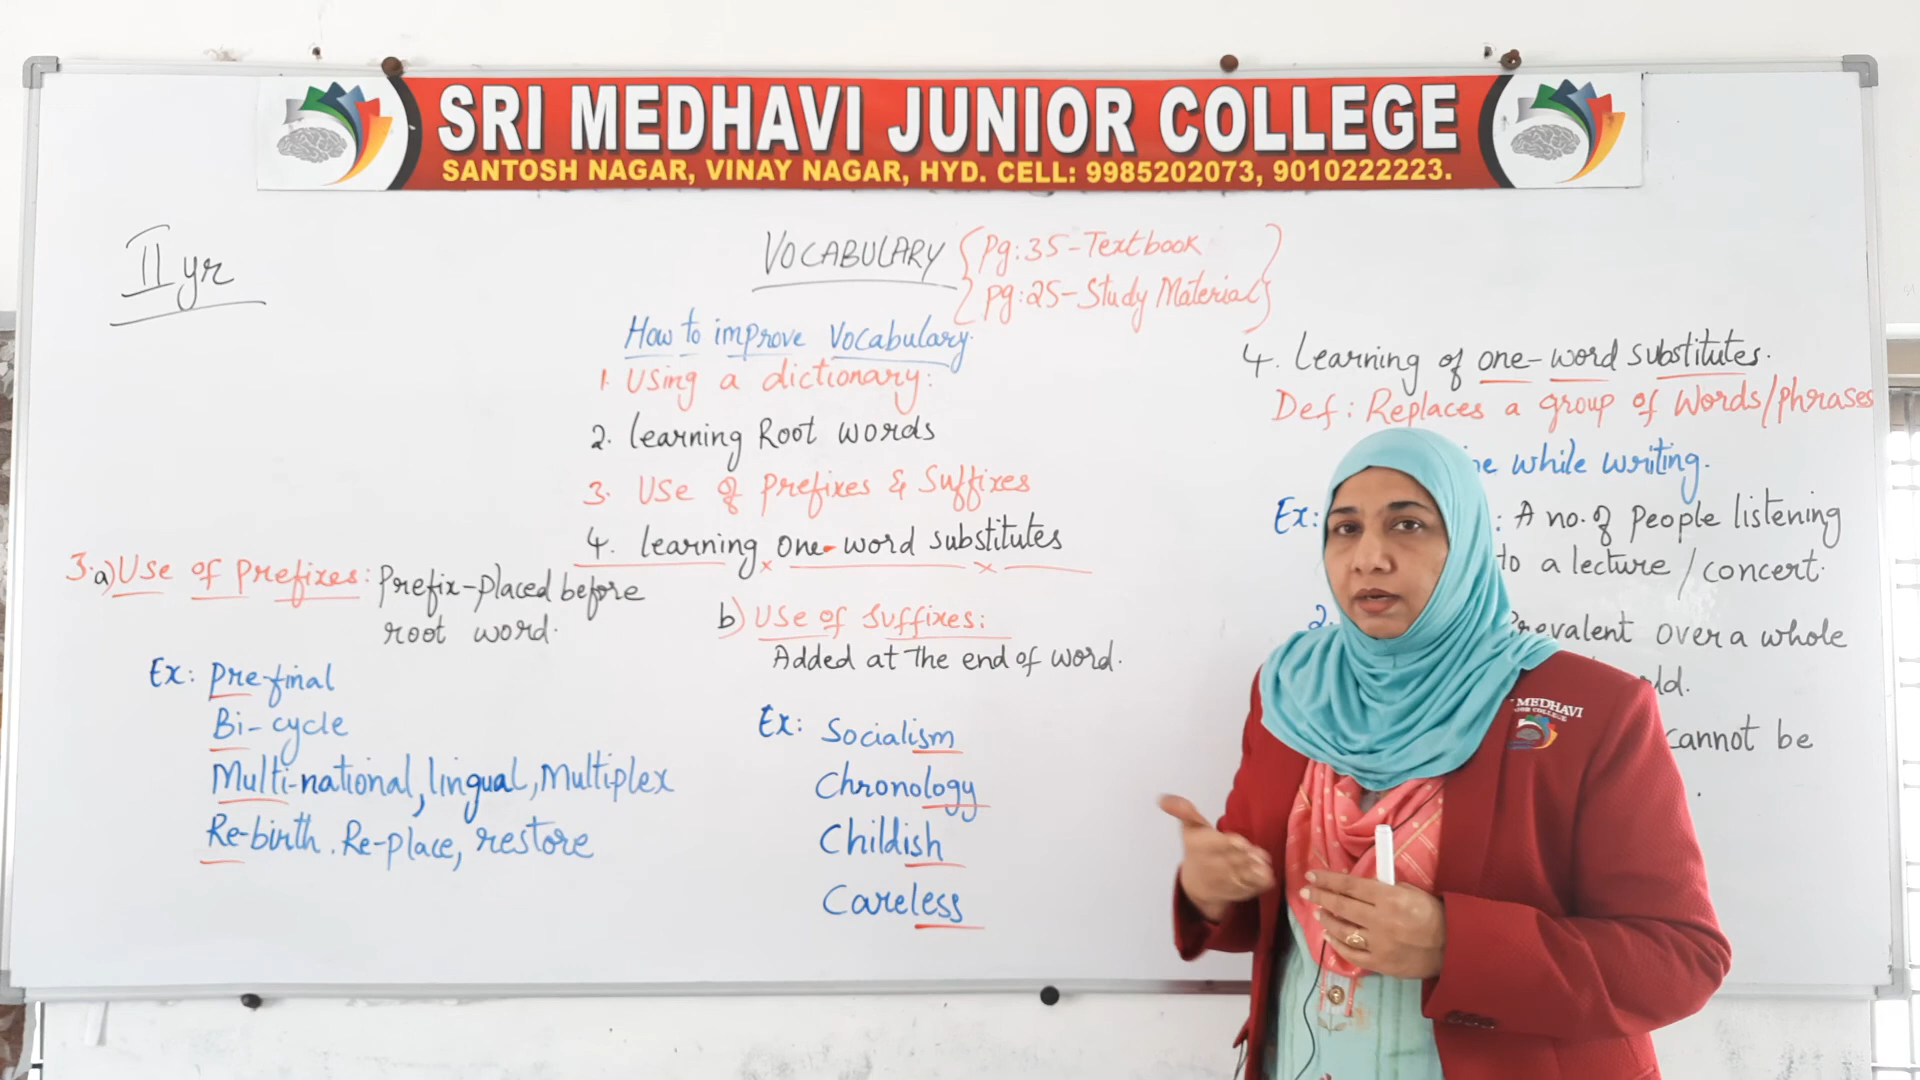 SRI MEDHAVI JUNIOR COLLEGE
SANTOSH NAGAR, VINAY NAGAR, HYD. CELL: 9985202073, 9010222223.
II yr
VOCABULARY
Pg:35-Textbook
Pg:25-Study Material
How to improve Vocabulary
1. Using a dictionary:
2. learning Root words
3. Use of prefixes & Suffixes
4. learning one-word substitutes
3.a) Use of Prefixes: Prefix-placed before
root word.
Ex: Pre-final
Bi-cycle
Multi-national, lingual, Multiplex
Re-birth. Re-place, restore
b) Use of Suffixes:
Added at the end of word.
Ex: Socialism
Chronology
Childish
Careless
4. Learning of one-word substitutes.
Def: Replaces a group of words/phrases
while writing.
Ex: : A no. of people listening
to a lecture / concert.
2. Prevalent over a whole
cannot be
MEDHAVI